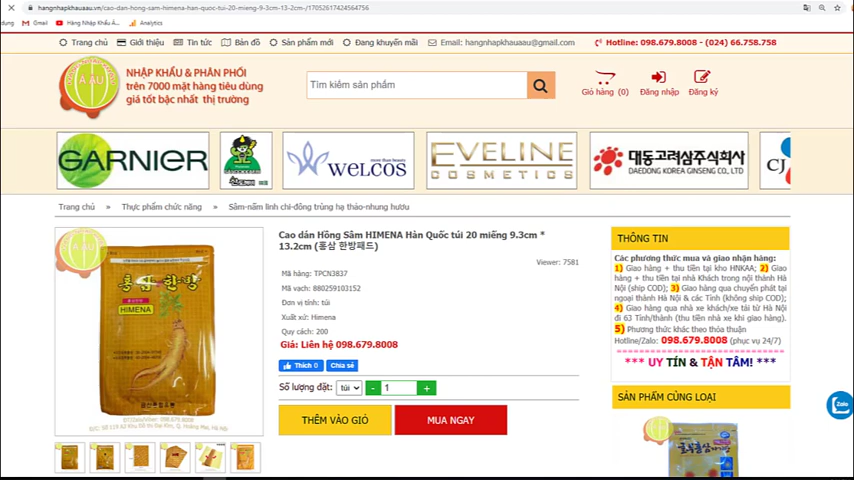 hangnhapkhauaau.vn/cao-dan-hong-sam-himena-han-quoc-tui-20-mieng-9-3cm-13-2cm-/17052617424564756
dụng Gmail Hàng Nhập Khẩu Á... Analytics
Trang chủ Giới thiệu Tin tức Bản đồ Sản phẩm mới Đang khuyến mãi Email: hangnhapkhauaau@gmail.com Hotline: 098.679.8008 - (024) 66.758.758
Á ÂU
NHẬP KHẨU & PHÂN PHỐI
trên 7000 mặt hàng tiêu dùng
giá tốt bậc nhất thị trường
Tìm kiếm sản phẩm
Giỏ hàng (0) Đăng nhập Đăng ký
GARNIER
WELCOS
EVELINE
COSMETICS
대동고려삼주식회사
DAEDONG KOREA GINSENG CO., LTD
CJ
Trang chủ » Thực phẩm chức năng » Sâm-nấm linh chi-đông trùng hạ thảo-nhung hươu
Cao dán Hồng Sâm HIMENA Hàn Quốc túi 20 miếng 9.3cm *
13.2cm (홍삼 한방패드)
Viewer: 7581
Mã hàng: TPCN3837
Mã vạch: 880259103152
Đơn vị tính: túi
Xuất xứ: Himena
Quy cách: 200
Giá: Liên hệ 098.679.8008
Thích 0 Chia sẻ
Số lượng đặt: túi - 1 +
THÊM VÀO GIỎ MUA NGAY
HIMENA
THÔNG TIN
Các phương thức mua và giao nhận hàng:
1) Giao hàng + thu tiền tại kho HNKAA; 2) Giao
hàng + thu tiền tại nhà Khách trong nội thành Hà
Nội (ship COD); 3) Giao hàng qua chuyển phát tại
ngoại thành Hà Nội & các Tỉnh (không ship COD);
4) Giao hàng qua nhà xe khách/xe tải từ Hà Nội
đi 63 Tỉnh/thành (thu tiền nhà xe khi giao hàng).
5) Phương thức khác theo thỏa thuận
Hotline/Zalo: 098.679.8008 (phục vụ 24/7)
*** UY TÍN & TẬN TÂM! ***
SẢN PHẨM CÙNG LOẠI
Zalo